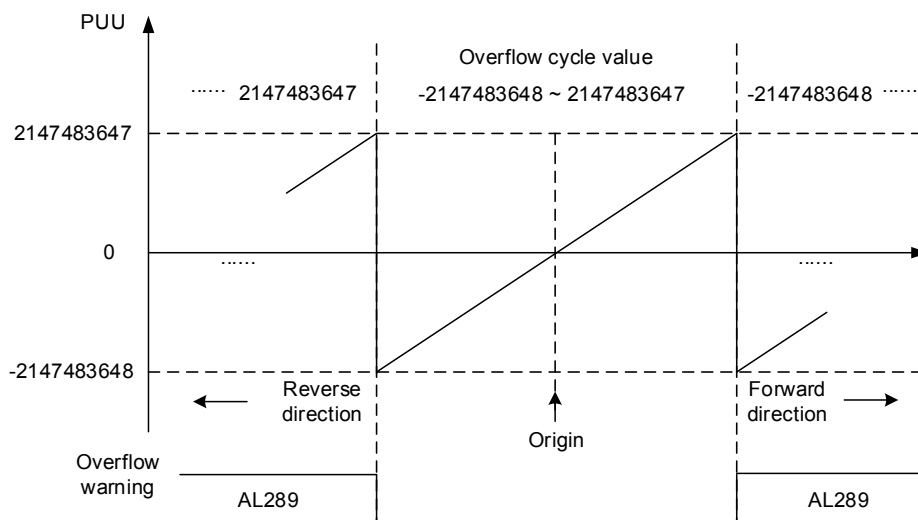 PUU
Overflow cycle value
...... 2147483647
-2147483648 ~ 2147483647
-2147483648 ......
2147483647
0
......
......
-2147483648
Reverse
direction
Forward
direction
Origin
Overflow
warning
AL289
AL289